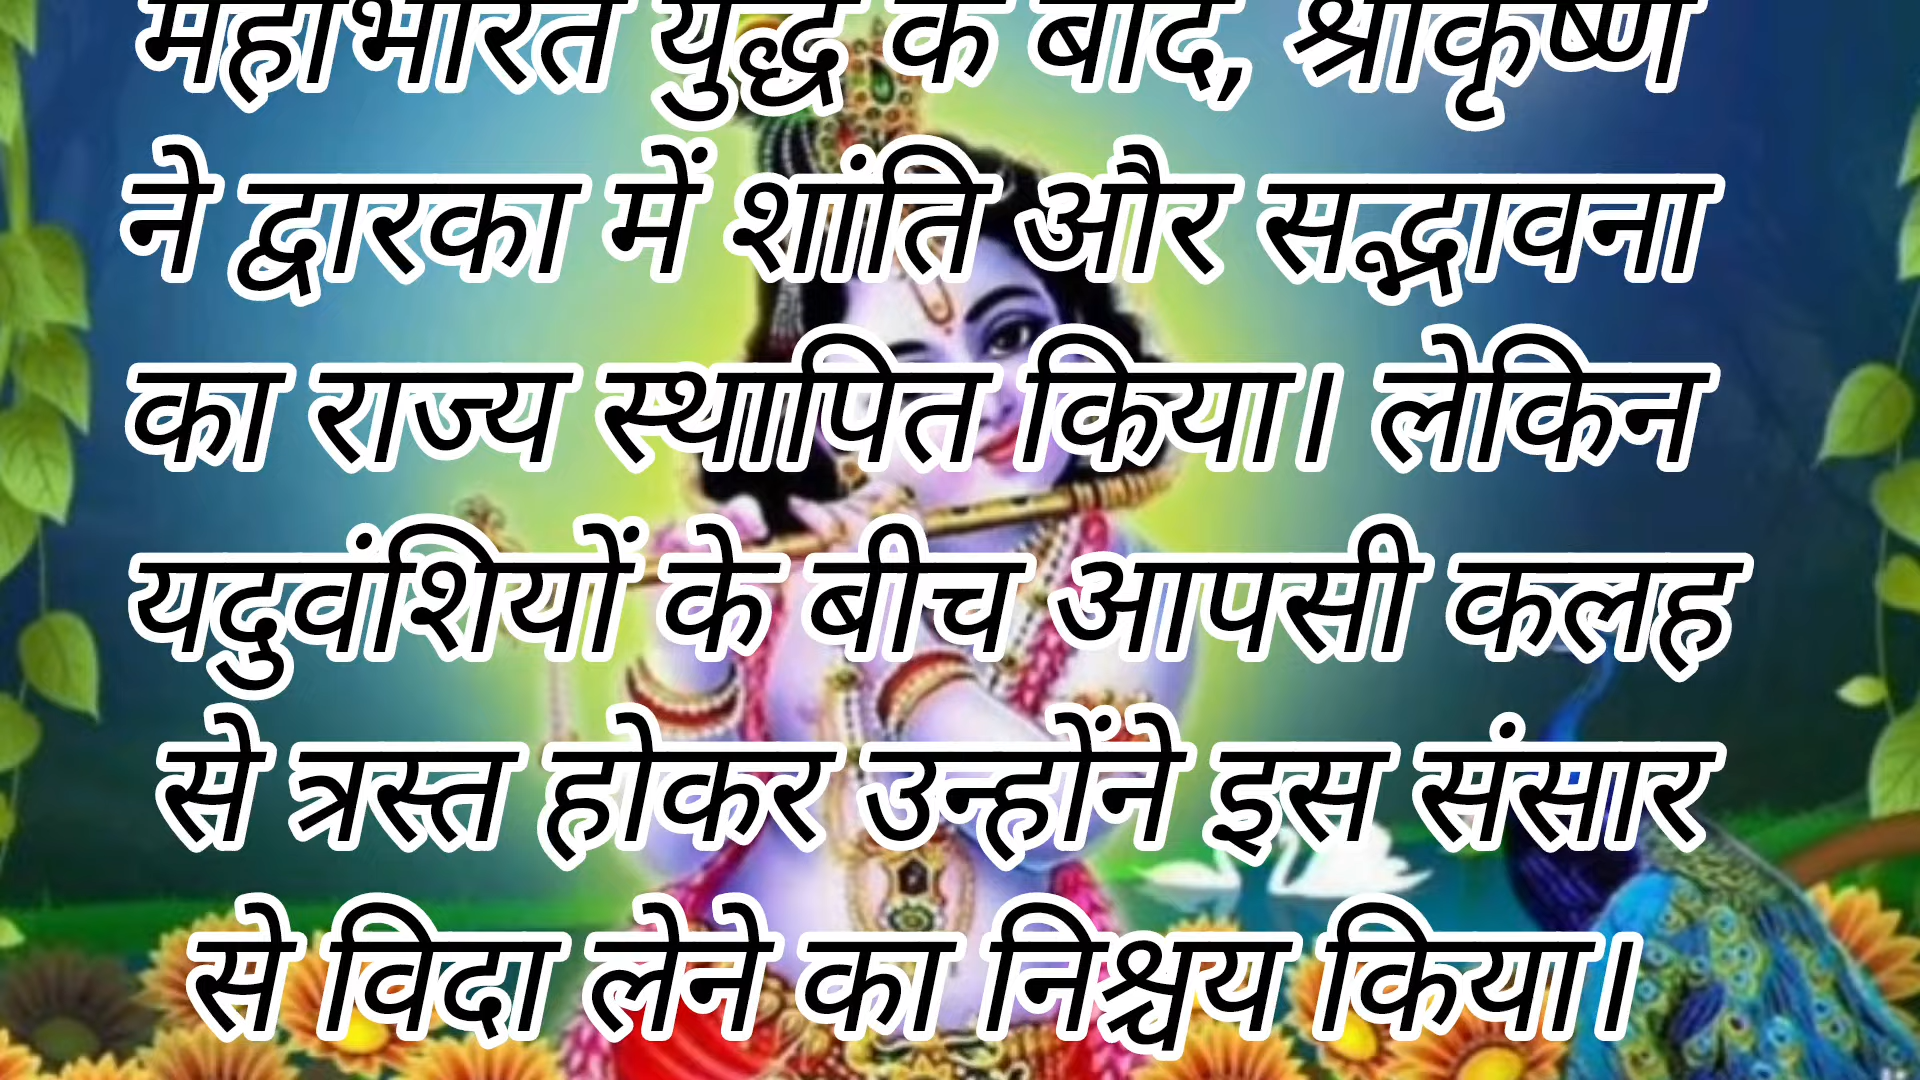 महाभारत युद्ध के बाद, श्रीकृष्ण
ने द्वारका में शांति और सद्भावना
का राज्य स्थापित किया। लेकिन
यदुवंशियों के बीच आपसी कलह
से त्रस्त होकर उन्होंने इस संसार
से विदा लेने का निश्चय किया।